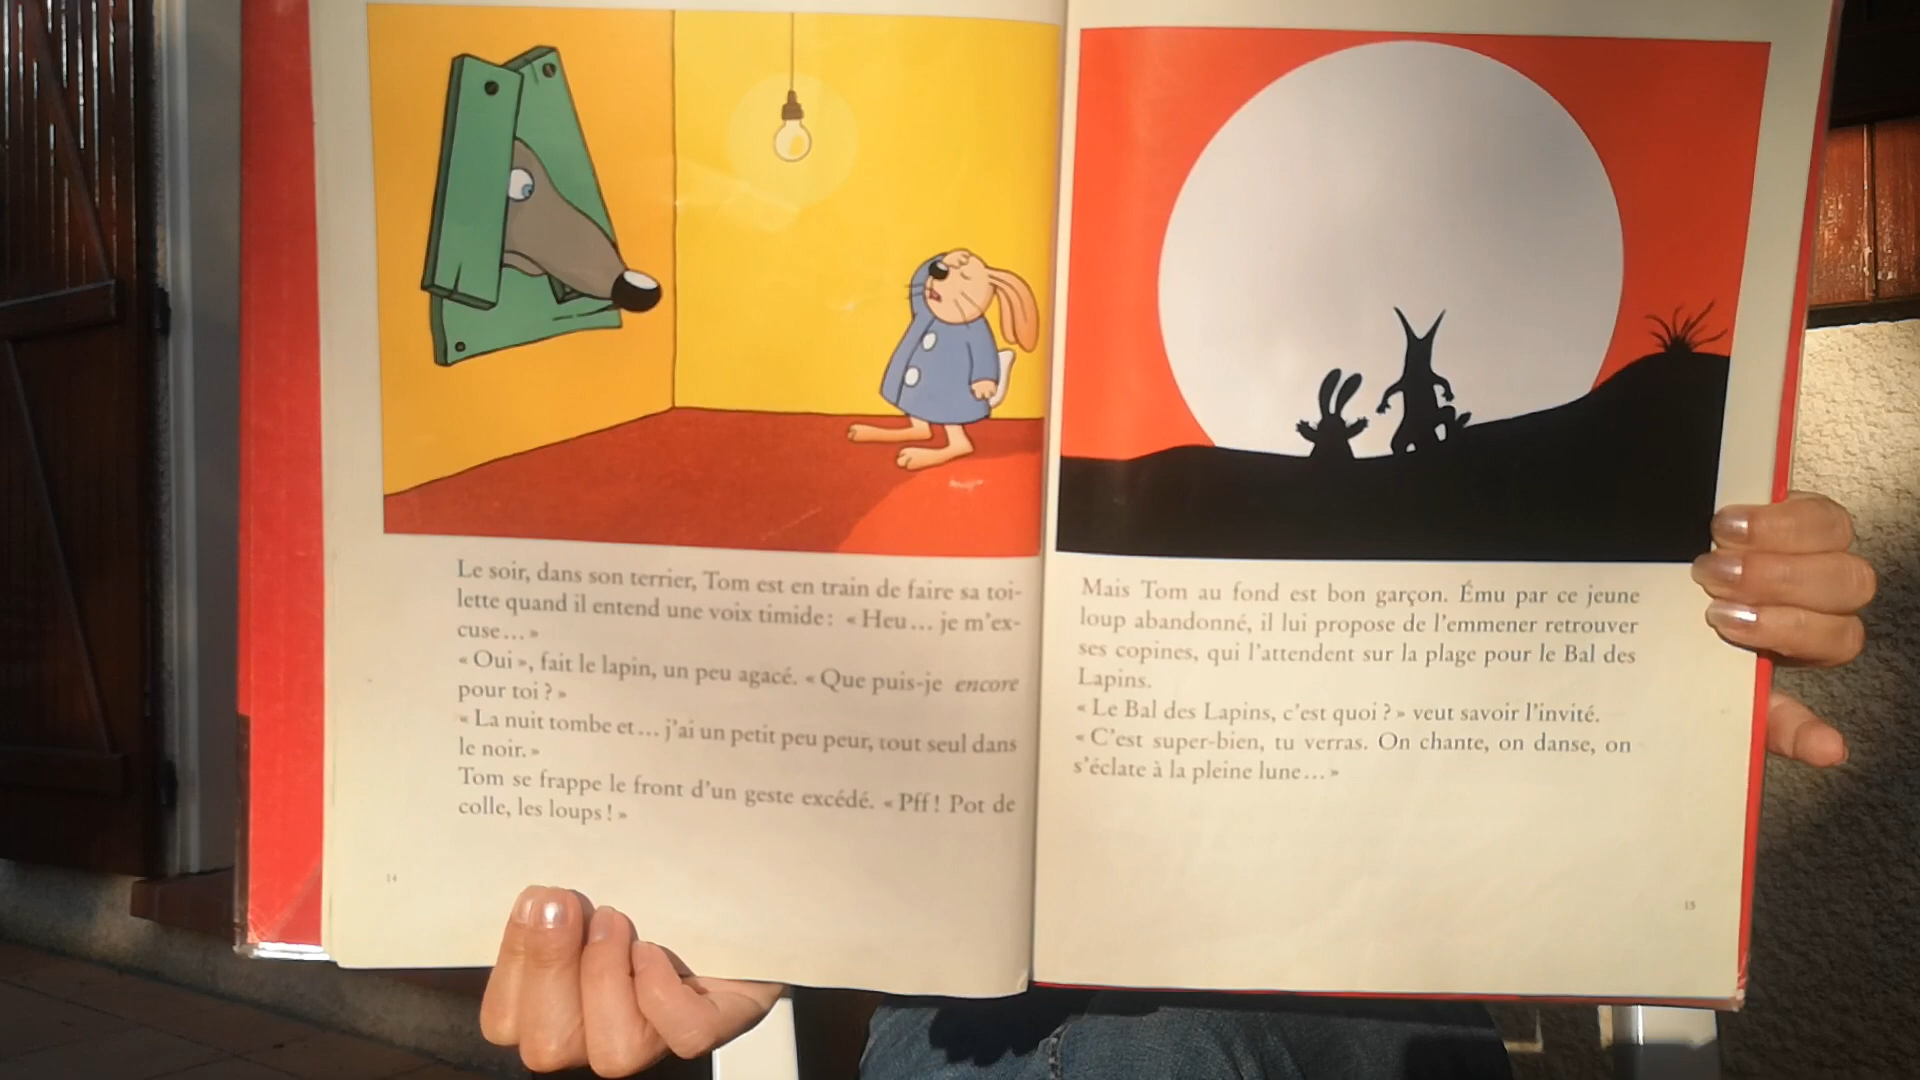 Le soir, dans son terrier, Tom est en train de faire sa toi-
lette quand il entend une voix timide : « Heu... je m'ex-
cuse... »
« Oui », fait le lapin, un peu agacé. « Que puis-je encore
pour toi ? »
« La nuit tombe et... j'ai un petit peu peur, tout seul dans
le noir. »
Tom se frappe le front d'un geste excédé. « Pff ! Pot de
colle, les loups ! »
14
Mais Tom au fond est bon garçon. Ému par ce jeune
loup abandonné, il lui propose de l'emmener retrouver
ses copines, qui l'attendent sur la plage pour le Bal des
Lapins.
« Le Bal des Lapins, c'est quoi ? » veut savoir l'invité.
« C'est super-bien, tu verras. On chante, on danse, on
s'éclate à la pleine lune... »
15